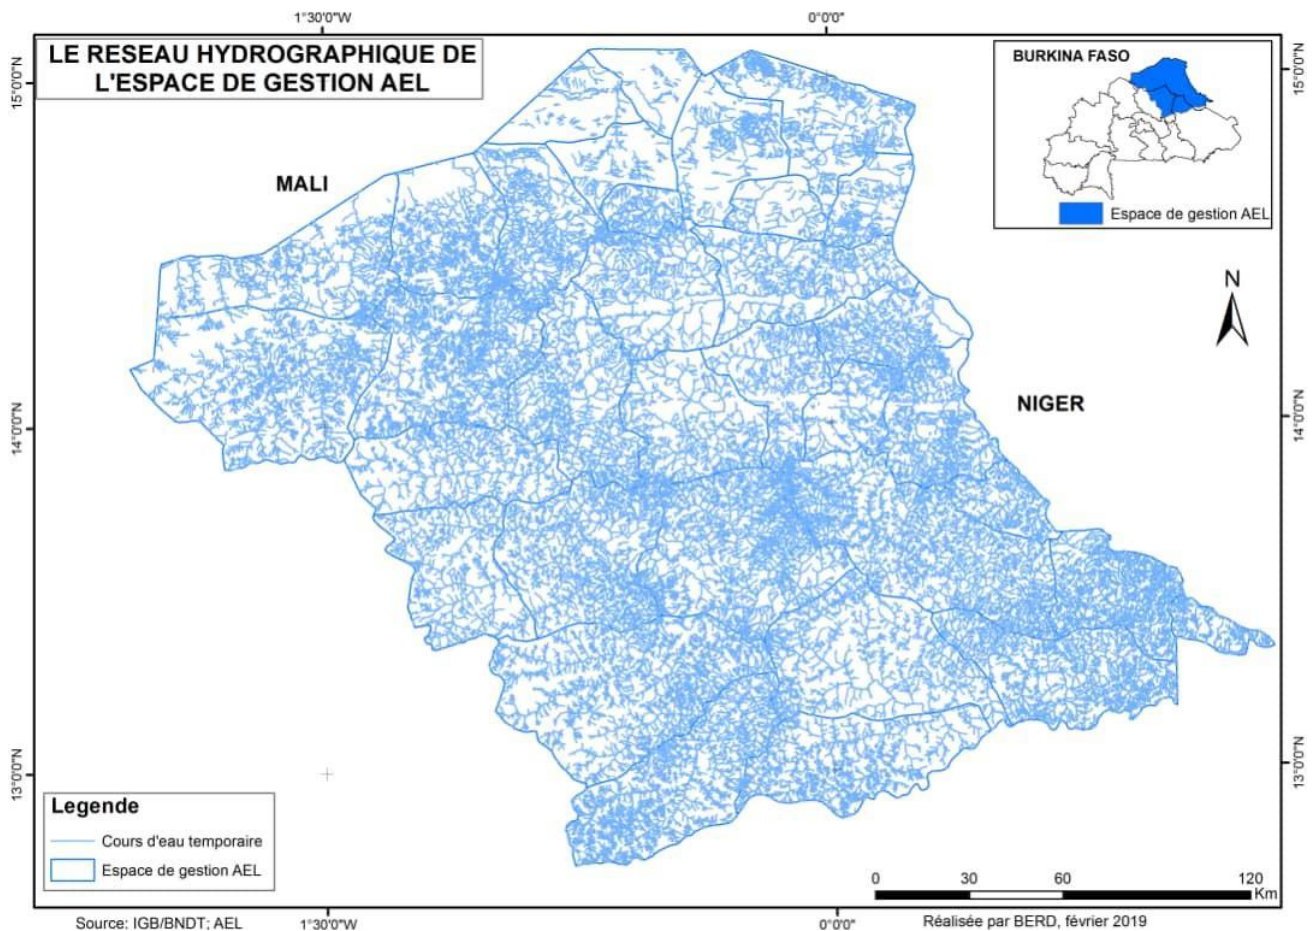 1°30'0"W
0°0'0"
LE RESEAU HYDROGRAPHIQUE DE
L'ESPACE DE GESTION AEL
BURKINA FASO
Espace de gestion AEL
15°0'0"N
15°0'0"N
MALI
N
NIGER
14°0'0"N
14°0'0"N
13°0'0"N
13°0'0"N
Legende
Cours d'eau temporaire
Espace de gestion AEL
0 30 60 120
Km
Source: IGB/BNDT; AEL
1°30'0"W
0°0'0"
Réalisée par BERD, février 2019